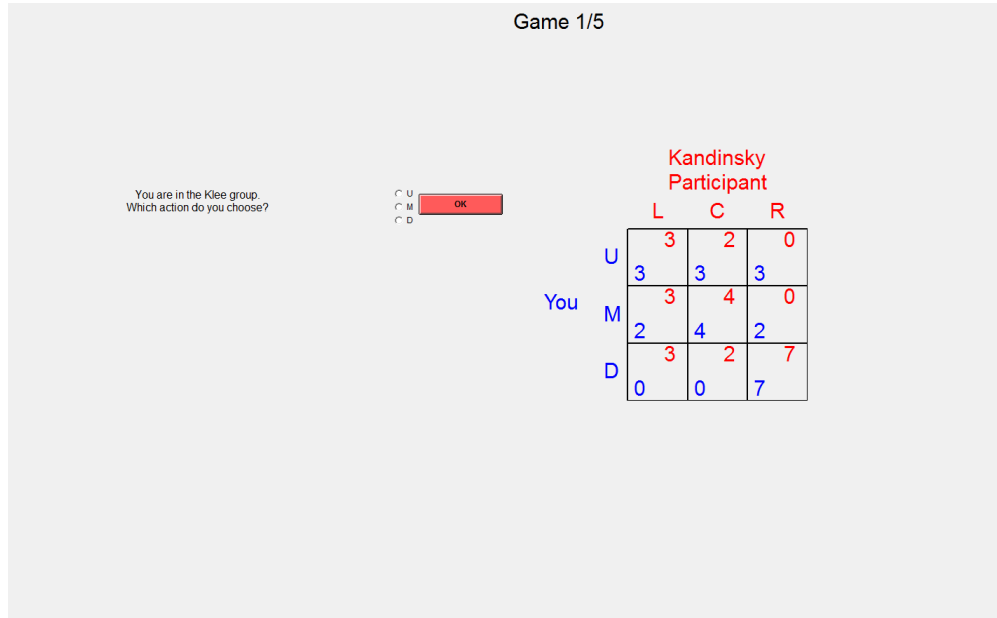 Game 1/5
You are in the Klee group.
Which action do you choose?
U
M
D
OK
Kandinsky
Participant
L C R
You
U 3 3 2 3 0 3
M 3 2 4 4 0 2
D 3 0 2 0 7 7